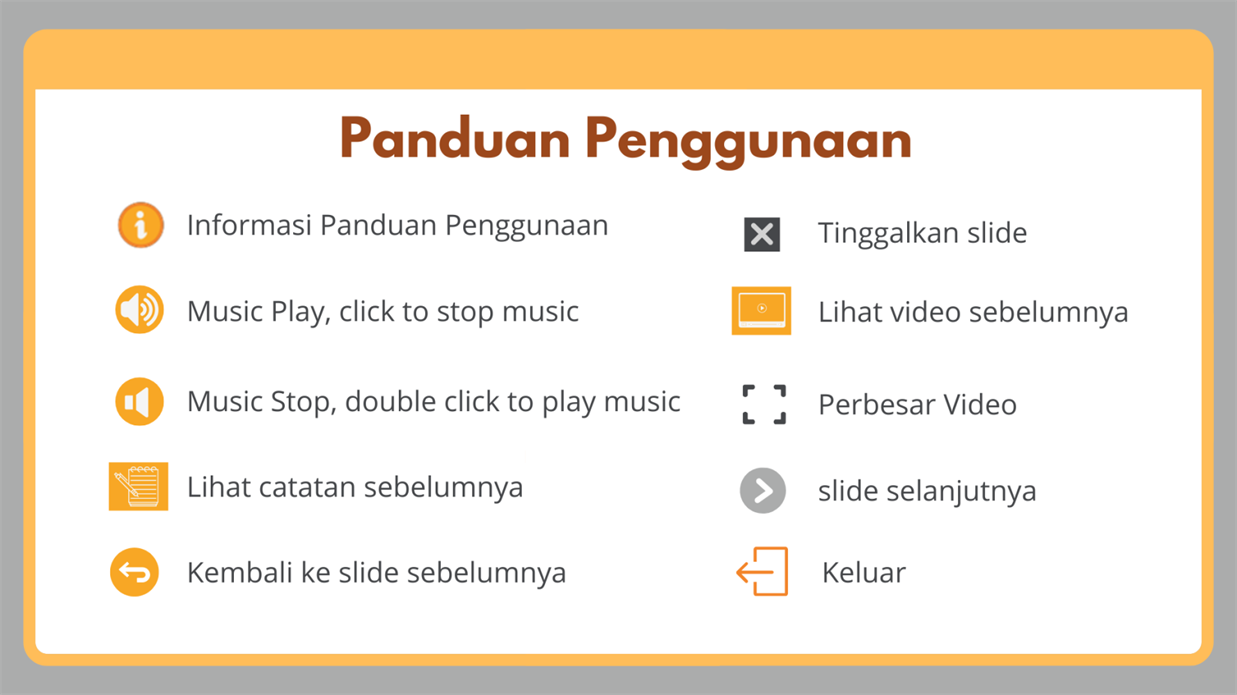 Panduan Penggunaan
Informasi Panduan Penggunaan
Music Play, click to stop music
Music Stop, double click to play music
Lihat catatan sebelumnya
Kembali ke slide sebelumnya
Tinggalkan slide
Lihat video sebelumnya
Perbesar Video
slide selanjutnya
Keluar